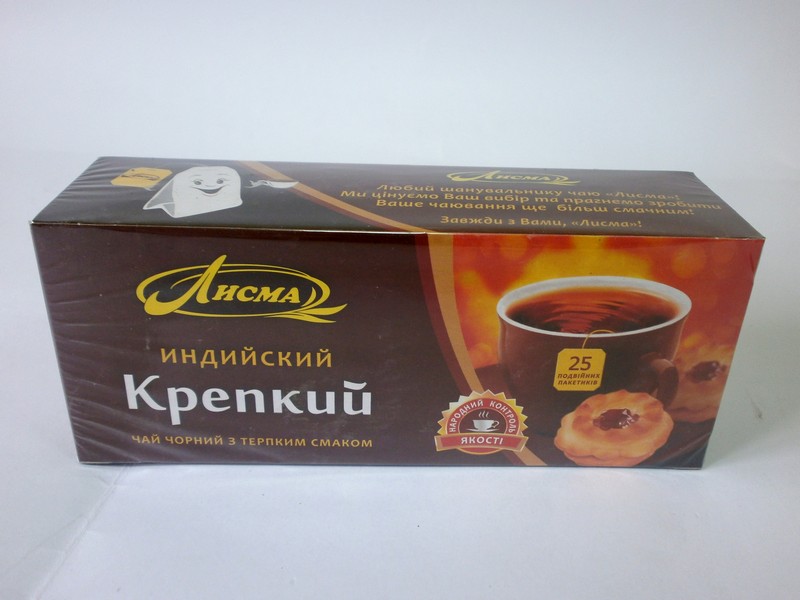 Лисма
Любий шанувальнику чаю «Лисма»!
Ми цінуємо Ваш вибір та прагнемо зробити
Ваше чаювання ще більш смачним!
Завжди з Вами, «Лисма»!
Лисма
ИНДИЙСКИЙ
Крепкий
ЧАЙ ЧОРНИЙ З ТЕРПКИМ СМАКОМ
НАРОДНИЙ КОНТРОЛЬ
ЯКОСТІ
25
ПОДВІЙНИХ
ПАКЕТИКІВ